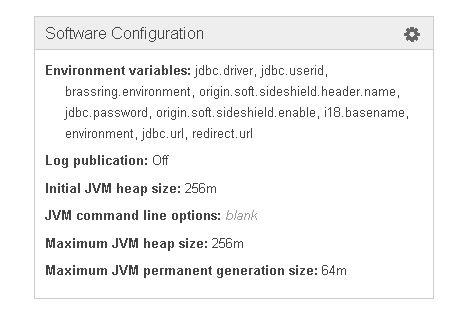 Software Configuration
Environment variables: jdbc.driver, jdbc.userid,
brassring.environment, origin.soft.sideshield.header.name,
jdbc.password, origin.soft.sideshield.enable, i18.basename,
environment, jdbc.url, redirect.url
Log publication: Off
Initial JVM heap size: 256m
JVM command line options: blank
Maximum JVM heap size: 256m
Maximum JVM permanent generation size: 64m